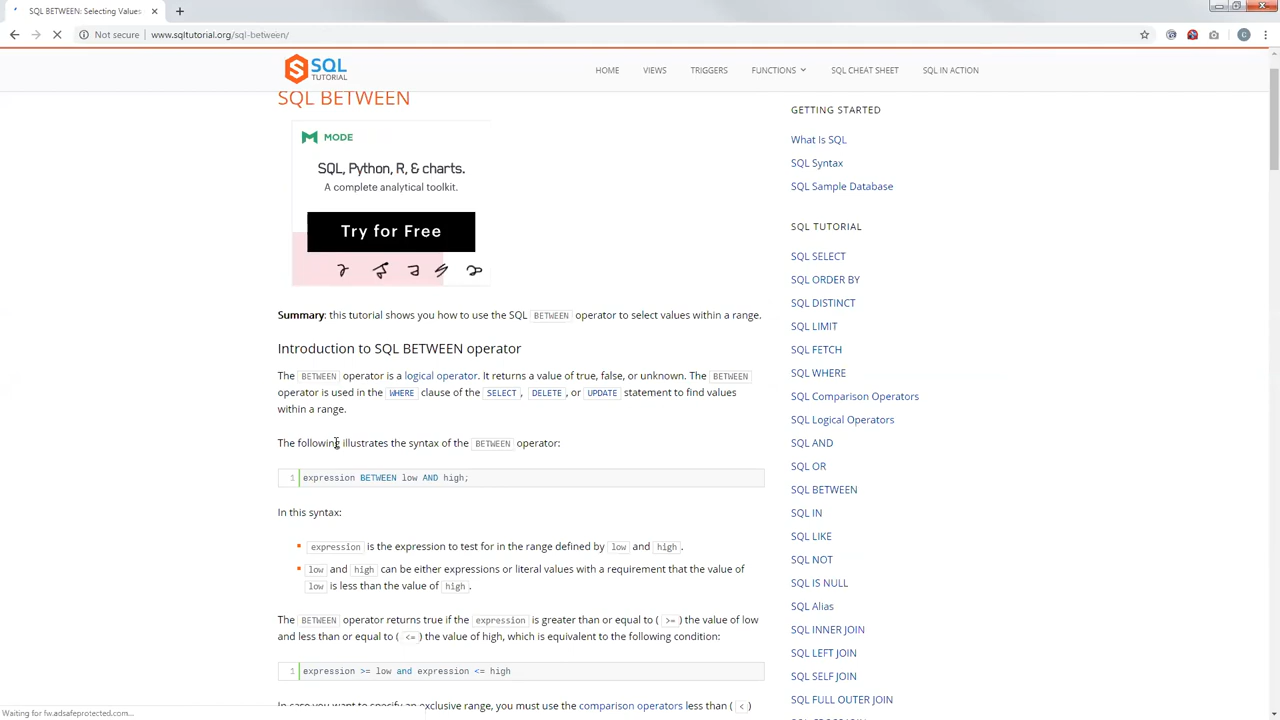 SQL BETWEEN: Selecting Values
Not secure
www.sqltutorial.org/sql-between/
C
S SQL
TUTORIAL
HOME
VIEWS
TRIGGERS
FUNCTIONS
SQL CHEAT SHEET
SQL IN ACTION
SQL BETWEEN
MODE
SQL, Python, R, & charts.
A complete analytical toolkit.
Try for Free
Summary: this tutorial shows you how to use the SQL BETWEEN operator to select values within a range.
Introduction to SQL BETWEEN operator
The BETWEEN operator is a logical operator. It returns a value of true, false, or unknown. The BETWEEN
operator is used in the WHERE clause of the SELECT, DELETE, or UPDATE statement to find values
within a range.
The following illustrates the syntax of the BETWEEN operator:
1 expression BETWEEN low AND high;
In this syntax:
expression is the expression to test for in the range defined by low and high.
low and high can be either expressions or literal values with a requirement that the value of
low is less than the value of high.
The BETWEEN operator returns true if the expression is greater than or equal to ( >= ) the value of low
and less than or equal to ( <= ) the value of high, which is equivalent to the following condition:
1 expression >= low and expression <= high
In case you want to specify an exclusive range, you must use the comparison operators less than ( < )
GETTING STARTED
What Is SQL
SQL Syntax
SQL Sample Database
SQL TUTORIAL
SQL SELECT
SQL ORDER BY
SQL DISTINCT
SQL LIMIT
SQL FETCH
SQL WHERE
SQL Comparison Operators
SQL Logical Operators
SQL AND
SQL OR
SQL BETWEEN
SQL IN
SQL LIKE
SQL NOT
SQL IS NULL
SQL Alias
SQL INNER JOIN
SQL LEFT JOIN
SQL SELF JOIN
SQL FULL OUTER JOIN
Waiting for fw.adsafeprotected.com...